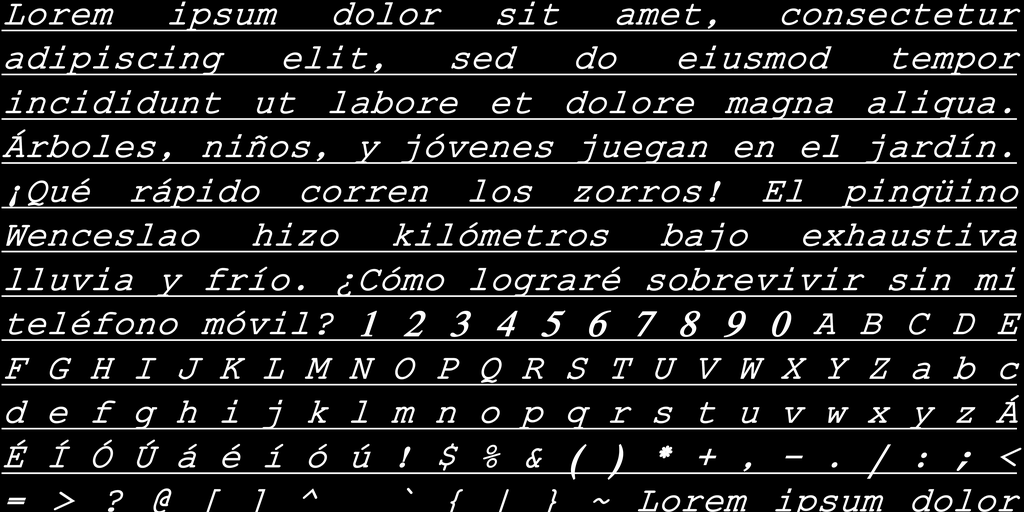 Lorem ipsum dolor sit amet, consectetur
adipiscing elit, sed do eiusmod tempor
incididunt ut labore et dolore magna aliqua.
Árboles, niños, y jóvenes juegan en el jardín.
¡Qué rápido corren los zorros! El pingüino
Wenceslao hizo kilómetros bajo exhaustiva
lluvia y frío. ¿Cómo lograré sobrevivir sin mi
teléfono móvil? 1 2 3 4 5 6 7 8 9 0 A B C D E
F G H I J K L M N O P Q R S T U V W X Y Z a b c
d e f g h i j k l m n o p q r s t u v w x y z Á
É Í Ó Ú á é í ó ú ! $ % & ( ) * + , - . / : ; <
= > ? @ [ ] ^ ` { | } ~ Lorem ipsum dolor